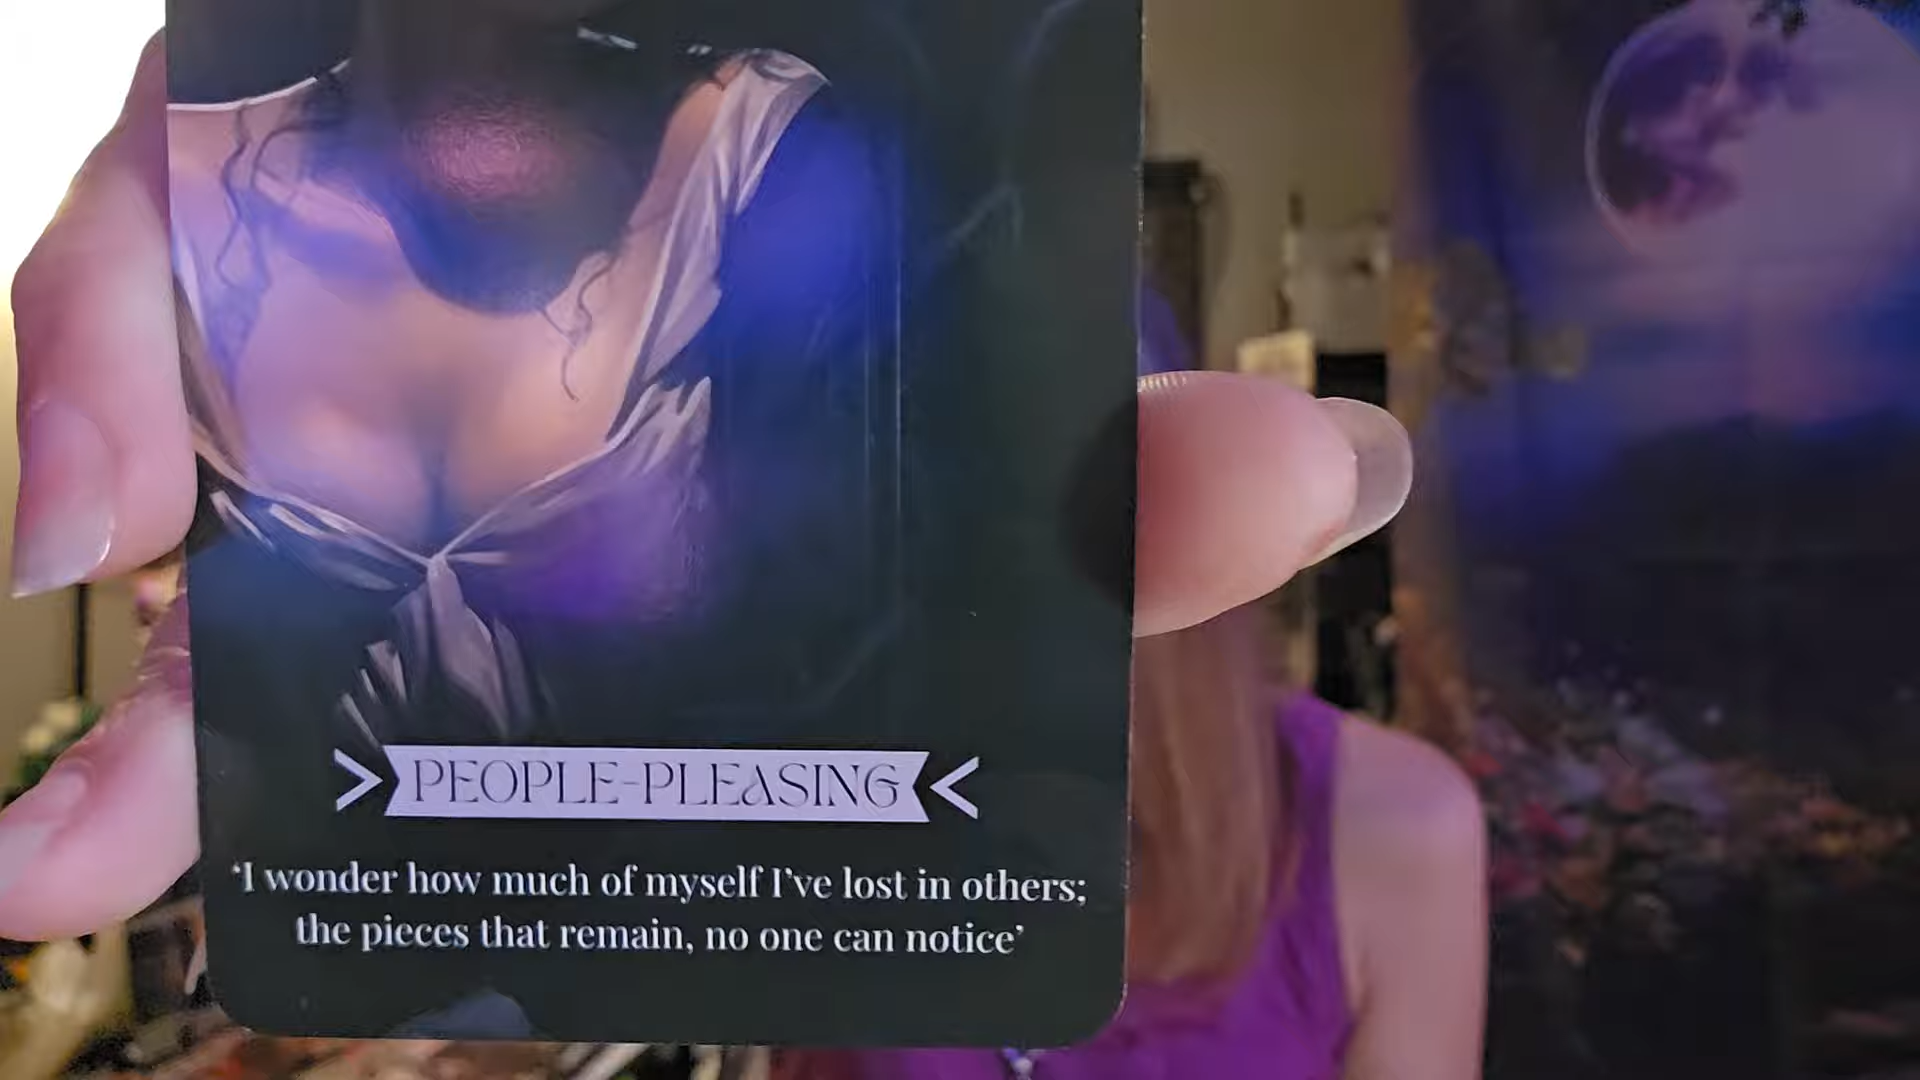 PEOPLE-PLEASING
‘I wonder how much of myself I’ve lost in others;
the pieces that remain, no one can notice’